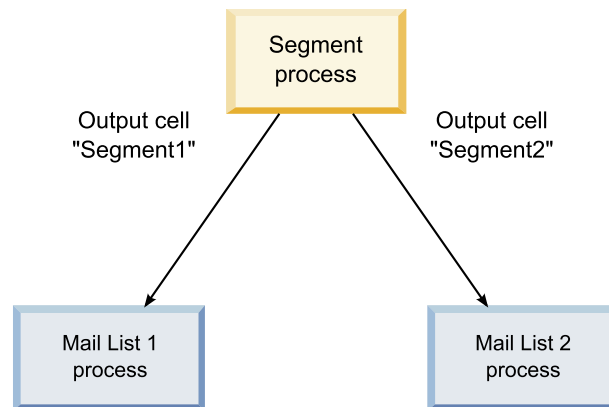 Segment
process
Output cell
"Segment1"
Output cell
"Segment2"
Mail List 1
process
Mail List 2
process